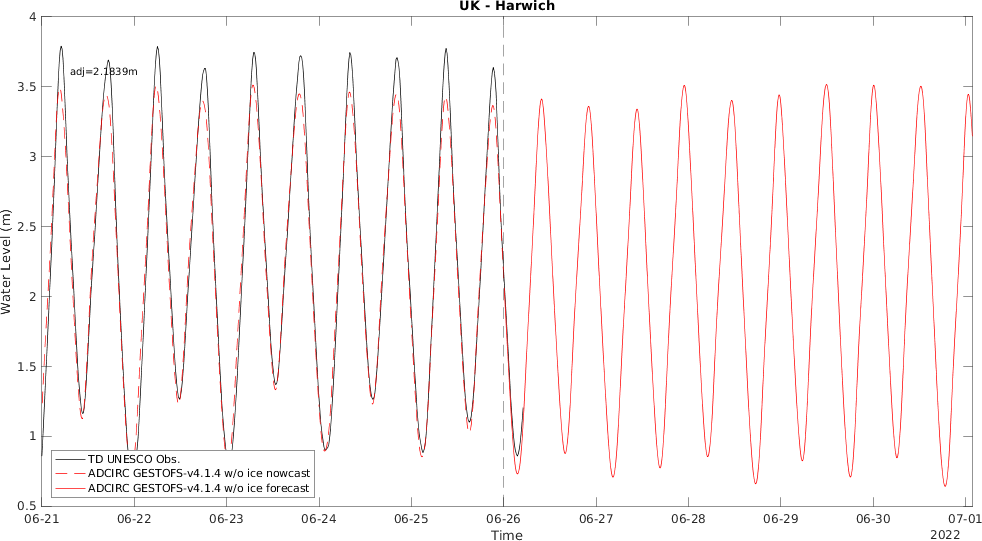 UK - Harwich
4
adj=2.1839m
3.5
3
2.5
Water Level (m)
2
1.5
1
TD UNESCO Obs.
ADCIRC GESTOFS-v4.1.4 w/o ice nowcast
ADCIRC GESTOFS-v4.1.4 w/o ice forecast
0.5
06-21 06-22 06-23 06-24 06-25 06-26 06-27 06-28 06-29 06-30 07-01
Time
2022